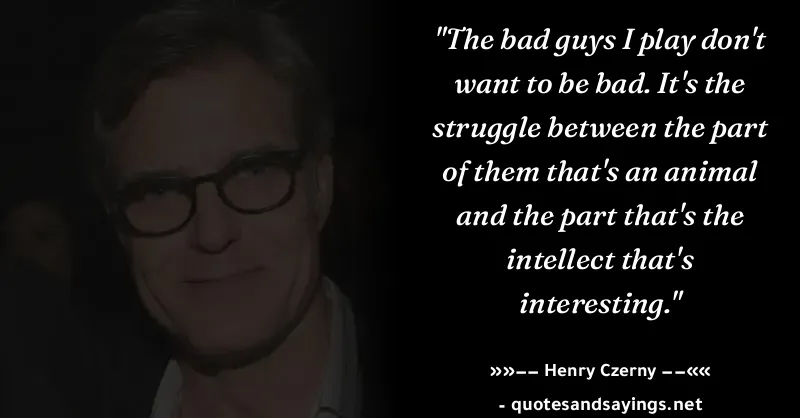 "The bad guys I play don't
want to be bad. It's the
struggle between the part
of them that's an animal
and the part that's the
intellect that's
interesting."
»»–– Henry Czerny ––««
- quotesandsayings.net